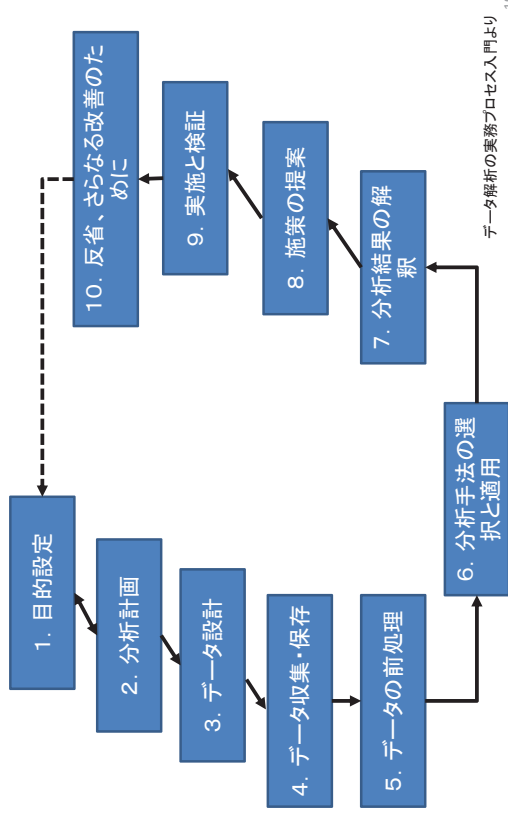 1. 目的設定
2. 分析計画
3. データ設計
4. データ収集・保存
5. データの前処理
6. 分析手法の選
択と適用
7. 分析結果の解
釈
8. 施策の提案
9. 実施と検証
10. 反省、さらなる改善のた
めに
データ解析の実務プロセス入門より